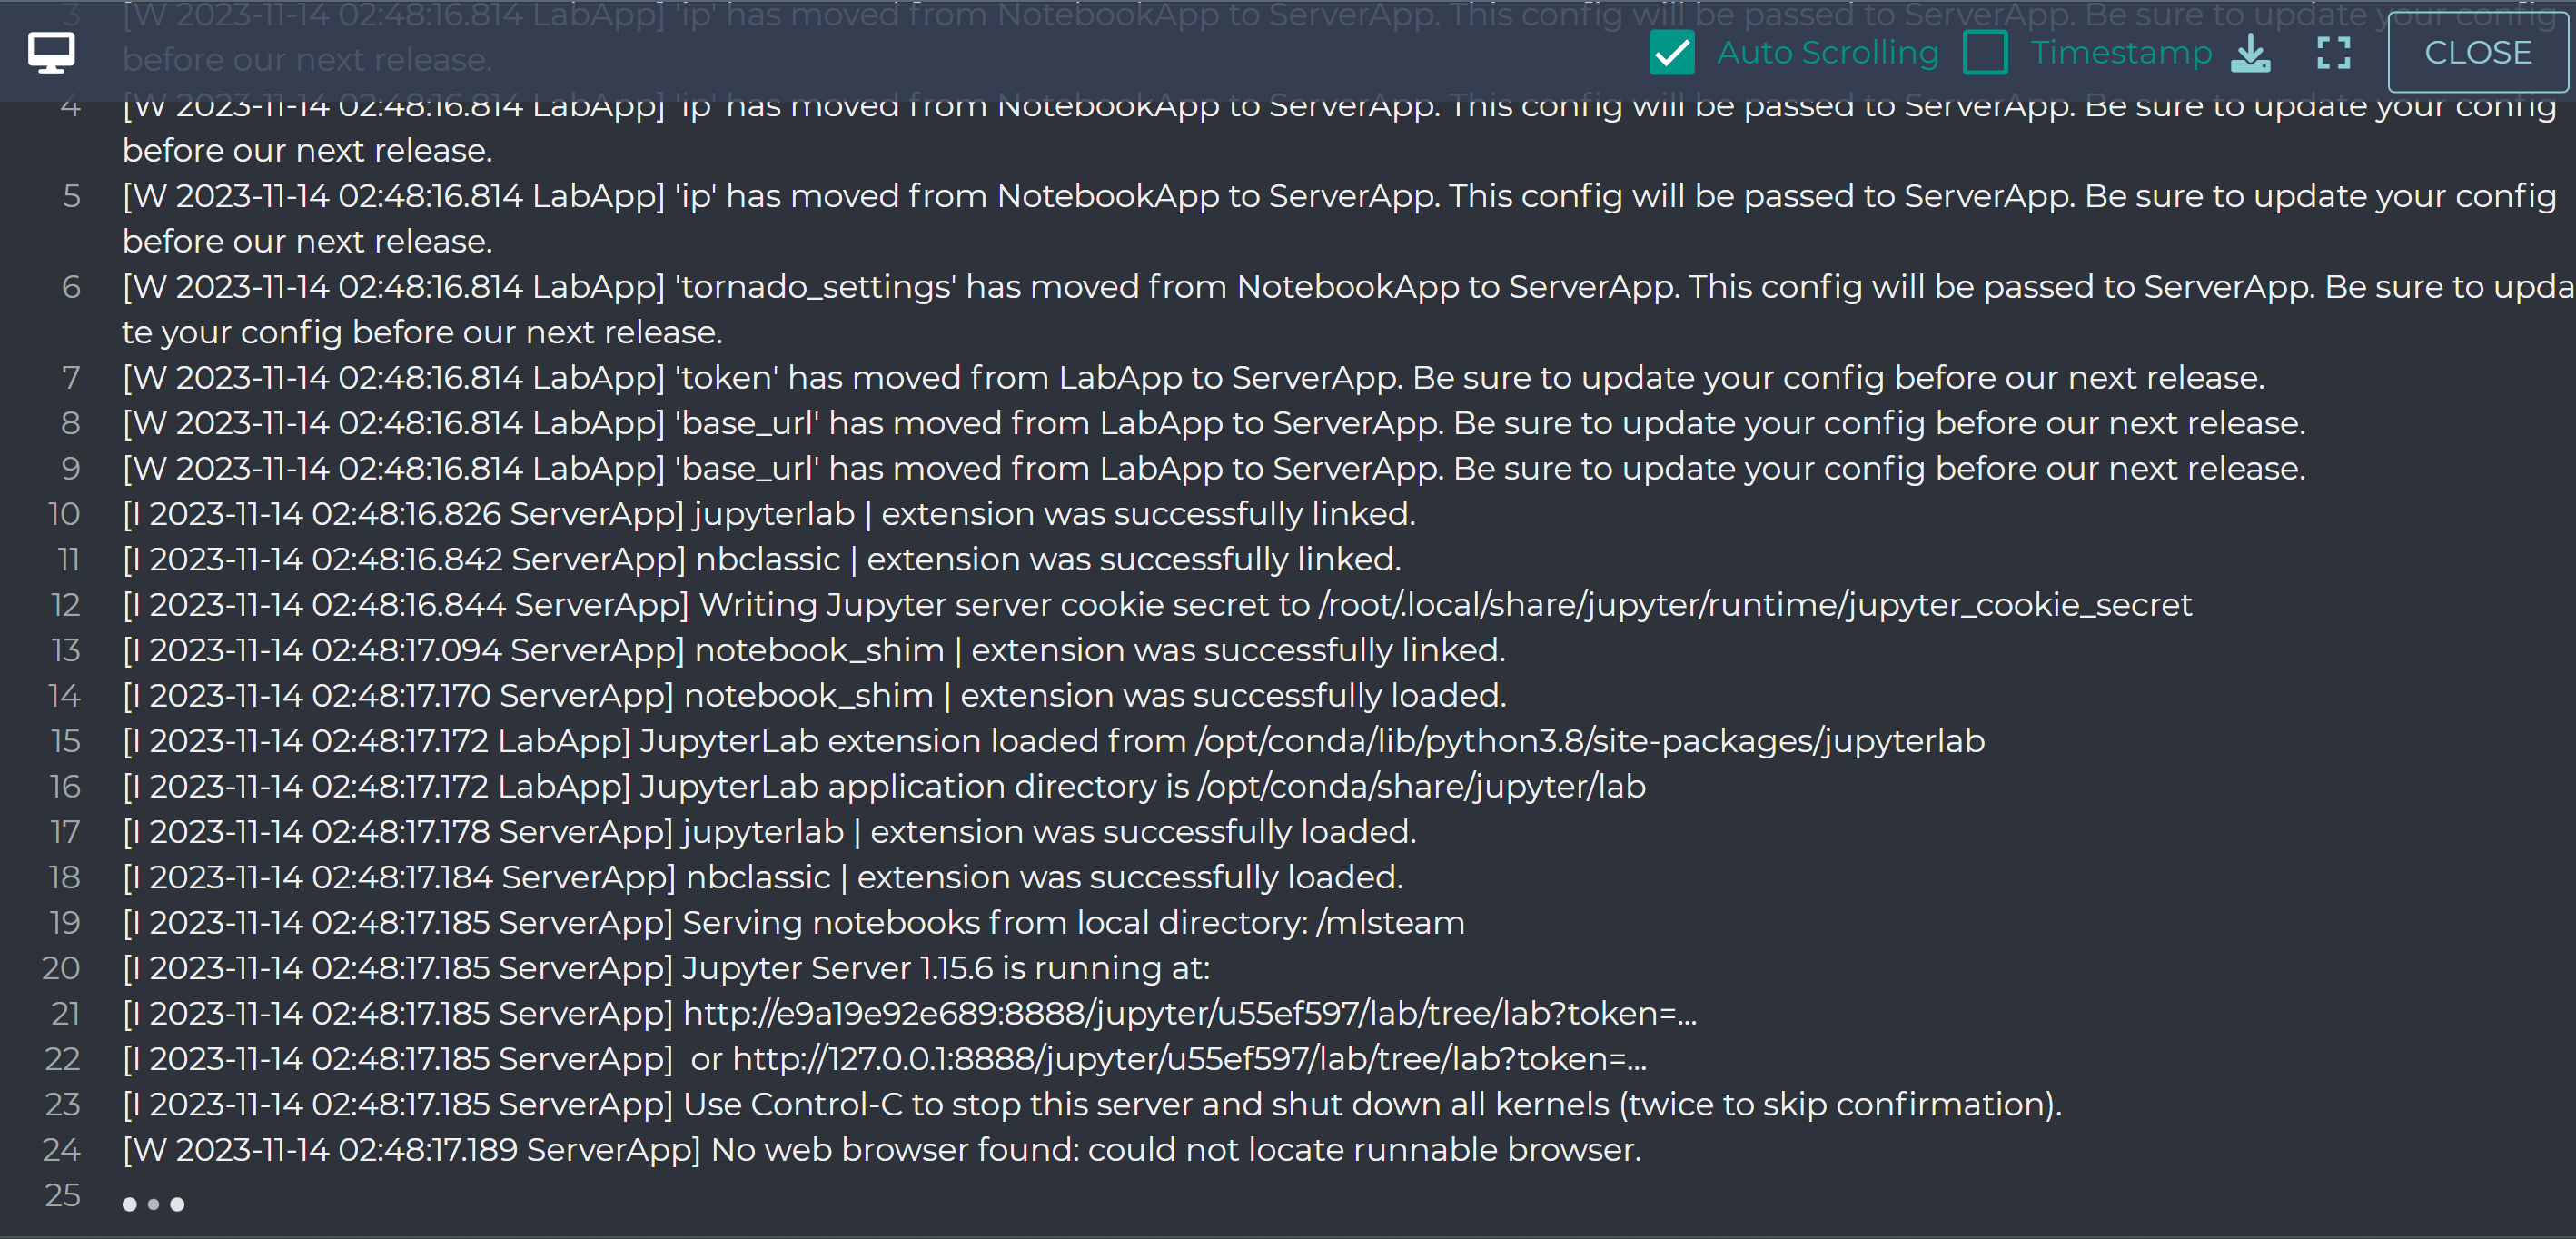 3 [W 2023-11-14 02:48:16.814 LabApp] 'ip' has moved from NotebookApp to ServerApp. This config will be passed to ServerApp. Be sure to update your config
before our next release.
Auto Scrolling Timestamp CLOSE
4 [W 2023-11-14 02:48:16.814 LabApp] 'ip' has moved from NotebookApp to ServerApp. This config will be passed to ServerApp. Be sure to update your config
before our next release.
5 [W 2023-11-14 02:48:16.814 LabApp] 'ip' has moved from NotebookApp to ServerApp. This config will be passed to ServerApp. Be sure to update your config
before our next release.
6 [W 2023-11-14 02:48:16.814 LabApp] 'tornado_settings' has moved from NotebookApp to ServerApp. This config will be passed to ServerApp. Be sure to upda
te your config before our next release.
7 [W 2023-11-14 02:48:16.814 LabApp] 'token' has moved from LabApp to ServerApp. Be sure to update your config before our next release.
8 [W 2023-11-14 02:48:16.814 LabApp] 'base_url' has moved from LabApp to ServerApp. Be sure to update your config before our next release.
9 [W 2023-11-14 02:48:16.814 LabApp] 'base_url' has moved from LabApp to ServerApp. Be sure to update your config before our next release.
10 [I 2023-11-14 02:48:16.826 ServerApp] jupyterlab | extension was successfully linked.
11 [I 2023-11-14 02:48:16.842 ServerApp] nbclassic | extension was successfully linked.
12 [I 2023-11-14 02:48:16.844 ServerApp] Writing Jupyter server cookie secret to /root/.local/share/jupyter/runtime/jupyter_cookie_secret
13 [I 2023-11-14 02:48:17.094 ServerApp] notebook_shim | extension was successfully linked.
14 [I 2023-11-14 02:48:17.170 ServerApp] notebook_shim | extension was successfully loaded.
15 [I 2023-11-14 02:48:17.172 LabApp] JupyterLab extension loaded from /opt/conda/lib/python3.8/site-packages/jupyterlab
16 [I 2023-11-14 02:48:17.172 LabApp] JupyterLab application directory is /opt/conda/share/jupyter/lab
17 [I 2023-11-14 02:48:17.178 ServerApp] jupyterlab | extension was successfully loaded.
18 [I 2023-11-14 02:48:17.184 ServerApp] nbclassic | extension was successfully loaded.
19 [I 2023-11-14 02:48:17.185 ServerApp] Serving notebooks from local directory: /mlsteam
20 [I 2023-11-14 02:48:17.185 ServerApp] Jupyter Server 1.15.6 is running at:
21 [I 2023-11-14 02:48:17.185 ServerApp] http://e9a19e92e689:8888/jupyter/u55ef597/lab/tree/lab?token=...
22 [I 2023-11-14 02:48:17.185 ServerApp]  or http://127.0.0.1:8888/jupyter/u55ef597/lab/tree/lab?token=...
23 [I 2023-11-14 02:48:17.185 ServerApp] Use Control-C to stop this server and shut down all kernels (twice to skip confirmation).
24 [W 2023-11-14 02:48:17.189 ServerApp] No web browser found: could not locate runnable browser.
25